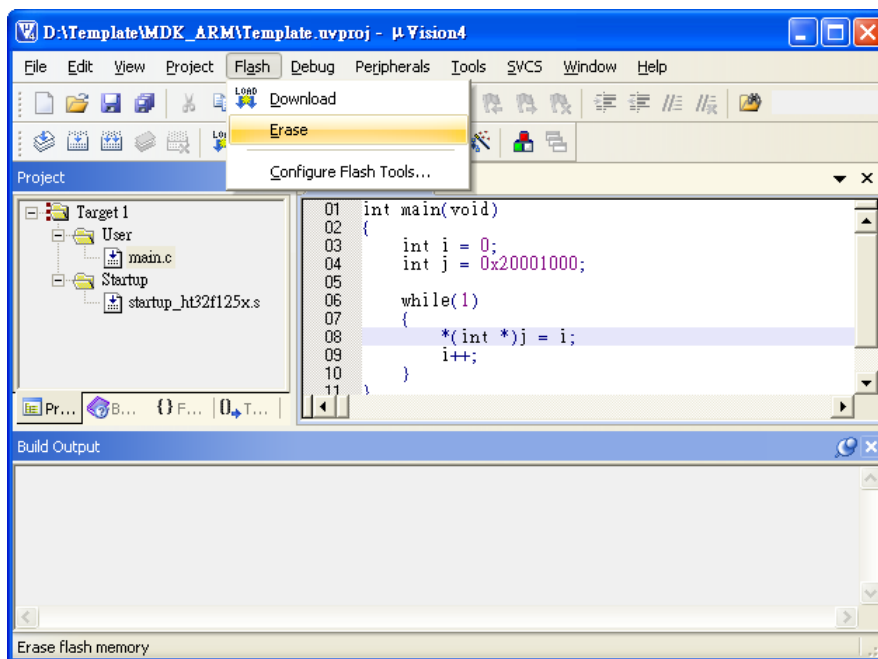 D:\Template\MDK_ARM\Template.uvproj - µVision4
File Edit View Project Flash Debug Peripherals Tools SVCS Window Help
LOAD Download
Erase
Configure Flash Tools...
Project
Target 1
User
main.c
Startup
startup_ht32f125x.s
01 int main(void)
02 {
03 int i = 0;
04 int j = 0x20001000;
05
06 while(1)
07 {
08 *(int *)j = i;
09 i++;
10 }
11 }
Pr... B... {} F... 0 T...
Build Output
Erase flash memory